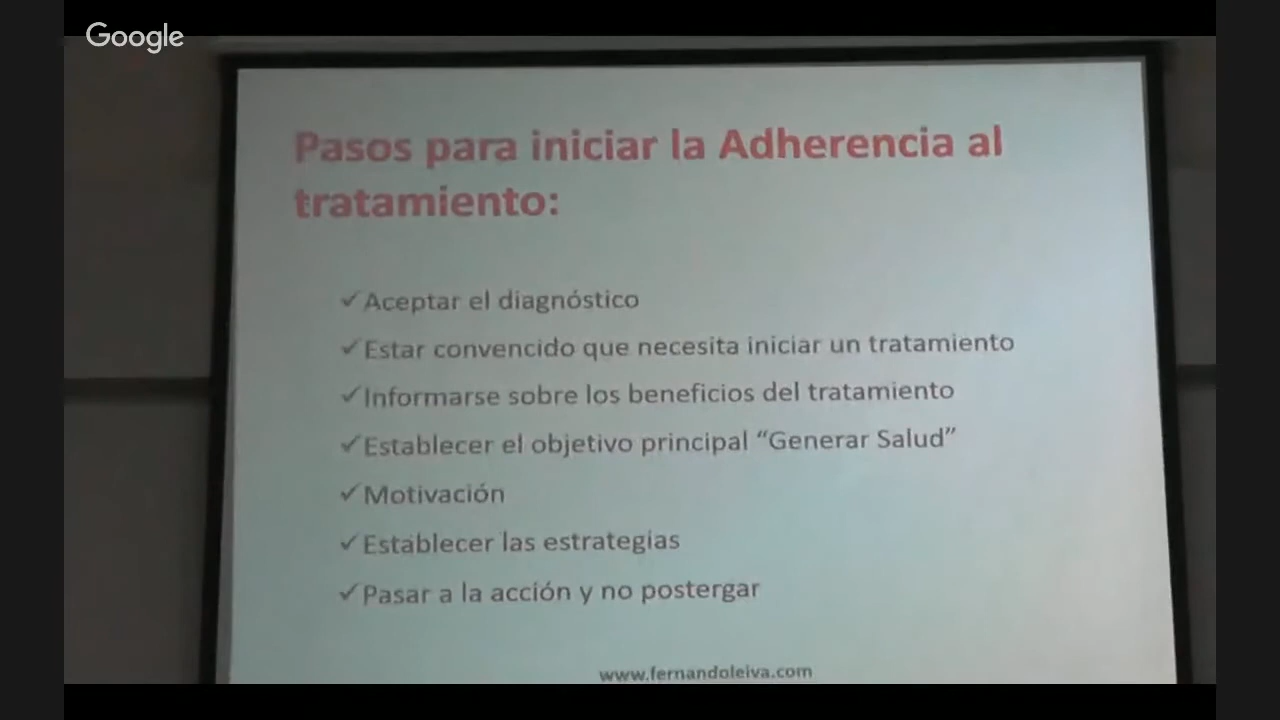 Google
Pasos para iniciar la Adherencia al
tratamiento:
✓Aceptar el diagnóstico
✓Estar convencido que necesita iniciar un tratamiento
✓Informarse sobre los beneficios del tratamiento
✓Establecer el objetivo principal “Generar Salud”
✓Motivación
✓Establecer las estrategias
✓Pasar a la acción y no postergar
www.fernandoleiva.com